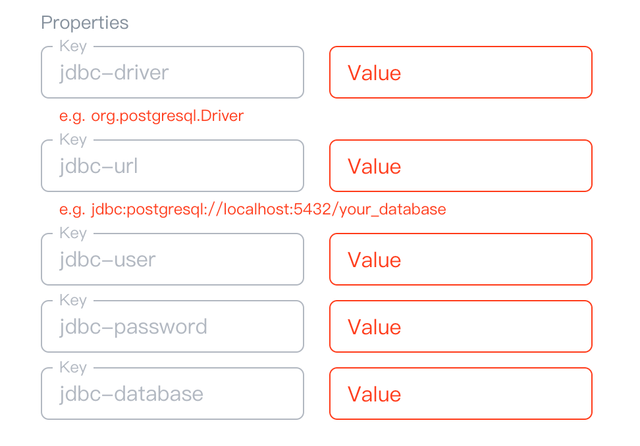 Properties
Key
jdbc-driver
Value
e.g. org.postgresql.Driver
Key
jdbc-url
Value
e.g. jdbc:postgresql://localhost:5432/your_database
Key
jdbc-user
Value
Key
jdbc-password
Value
Key
jdbc-database
Value